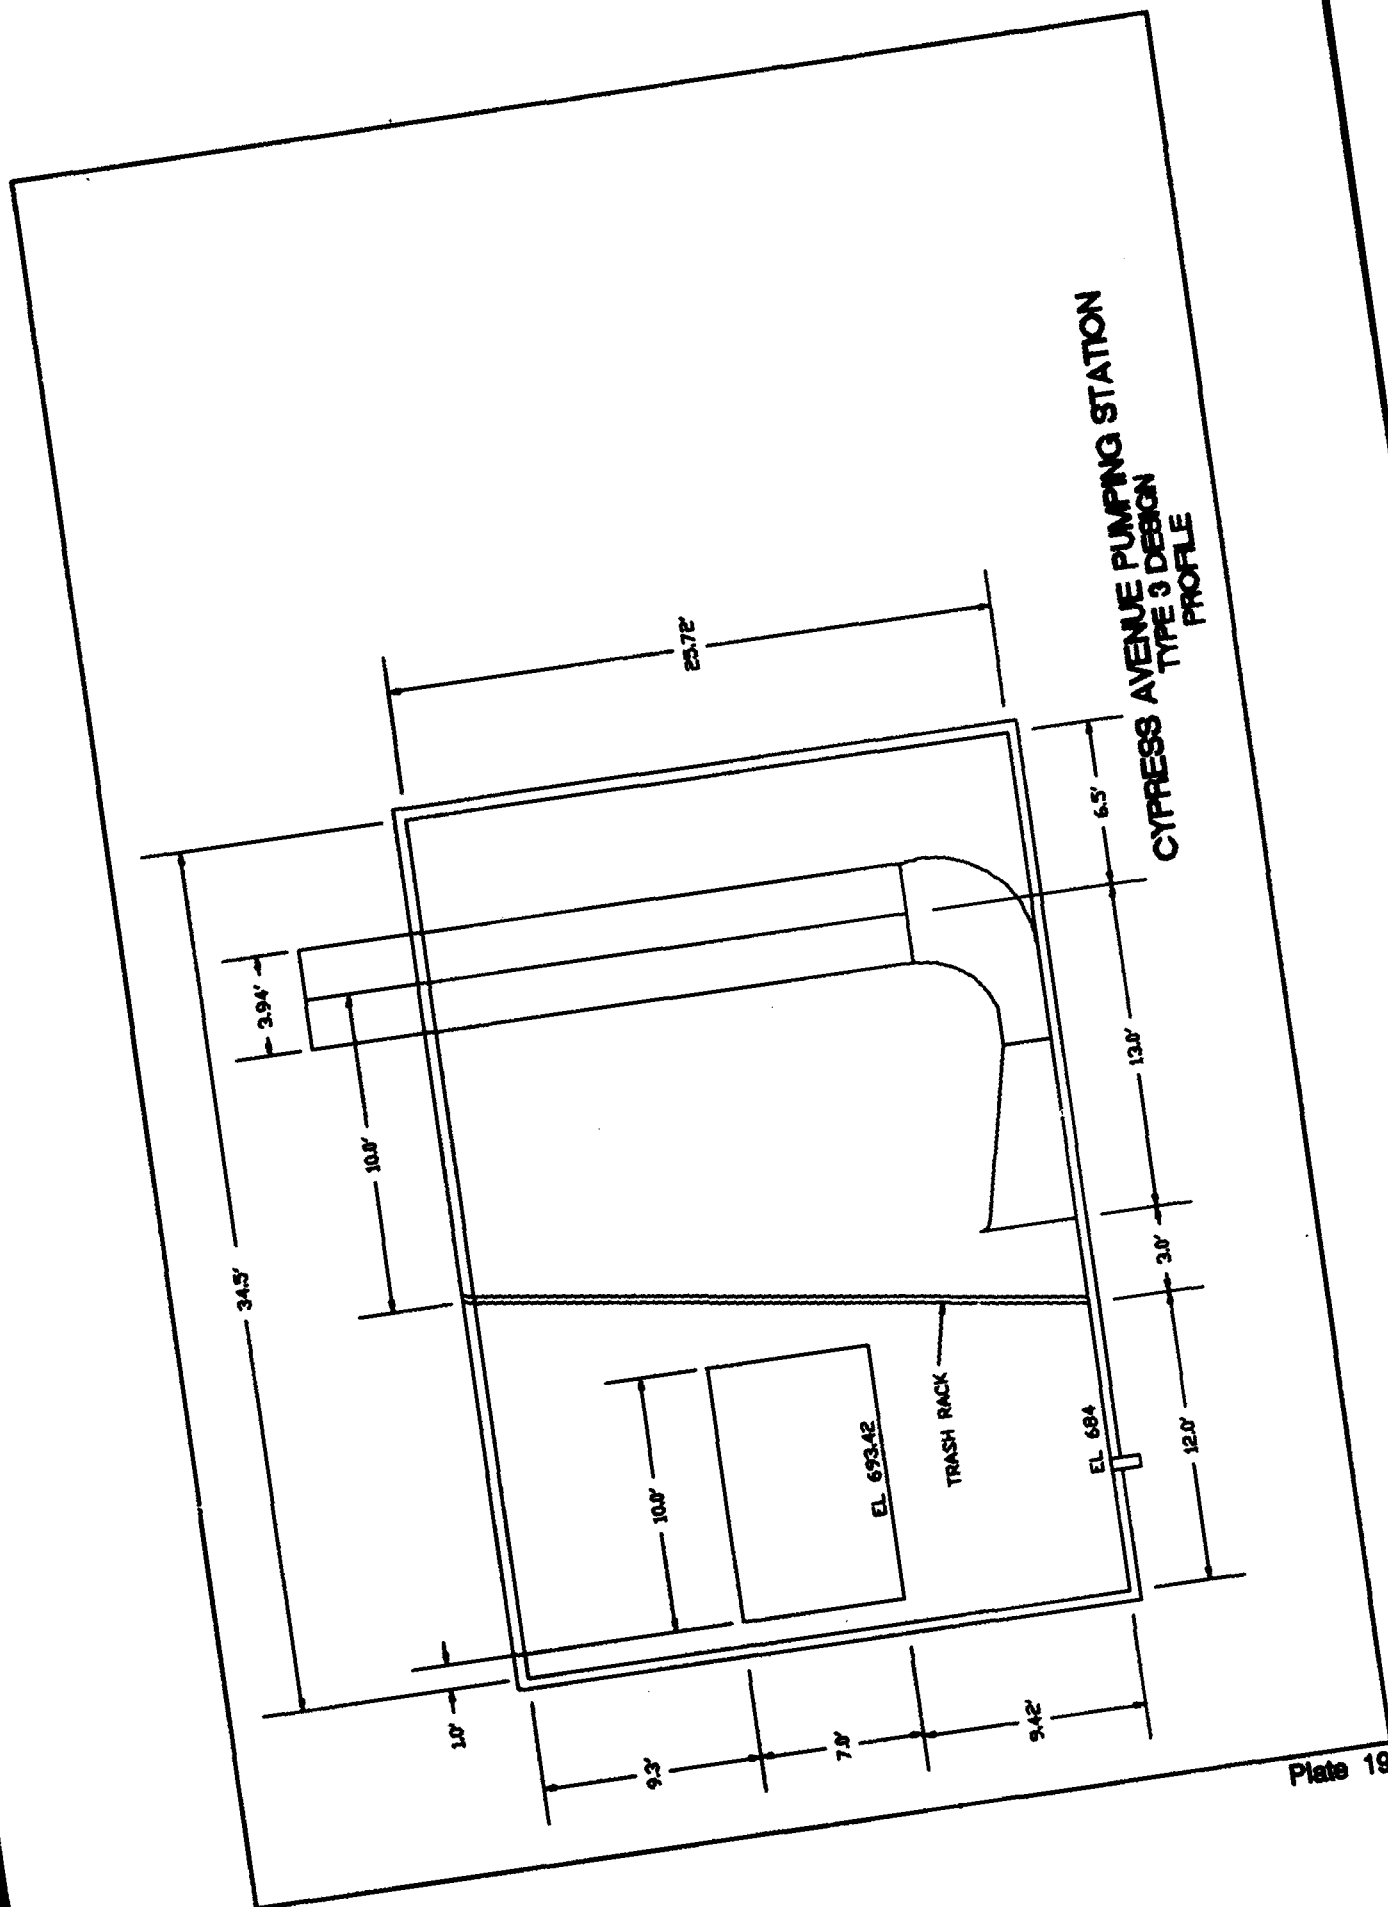 34.5'
3.94'
10.0'
25.72'
1.0'
10.0'
EL 693.42
TRASH RACK
EL 684
9.3'
7.0'
9.42'
12.0'
3.0'
13.0'
6.5'
CYPRESS AVENUE PUMPING STATION
TYPE 3 DESIGN
PROFILE
Plate 19